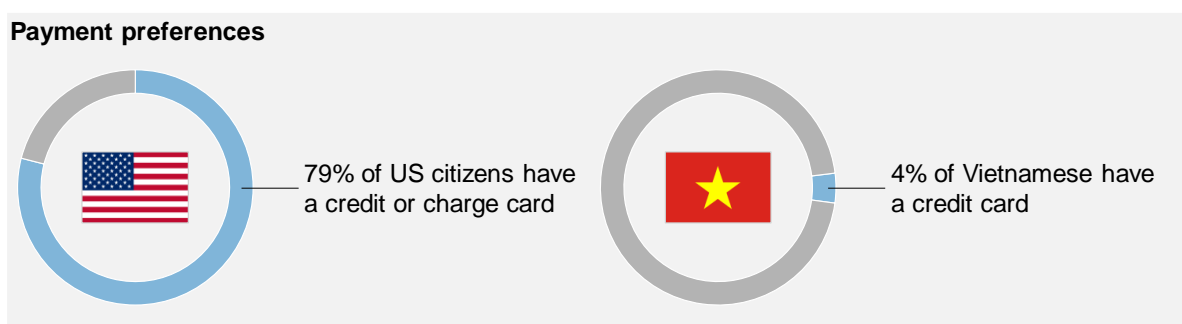 Payment preferences
79% of US citizens have
a credit or charge card
4% of Vietnamese have
a credit card